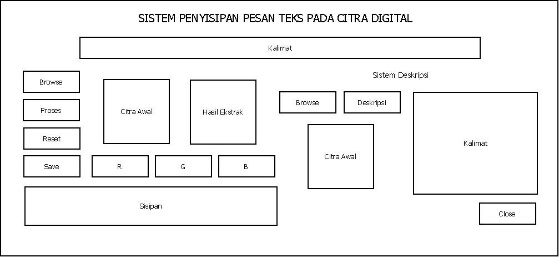 SISTEM PENYISIPAN PESAN TEKS PADA CITRA DIGITAL
Kalimat
Sistem Deskripsi
Browse
Proses
Reset
Save
Citra Awal
Hasil Ekstrak
R
G
B
Sisipan
Browse
Deskripsi
Citra Awal
Kalimat
Close